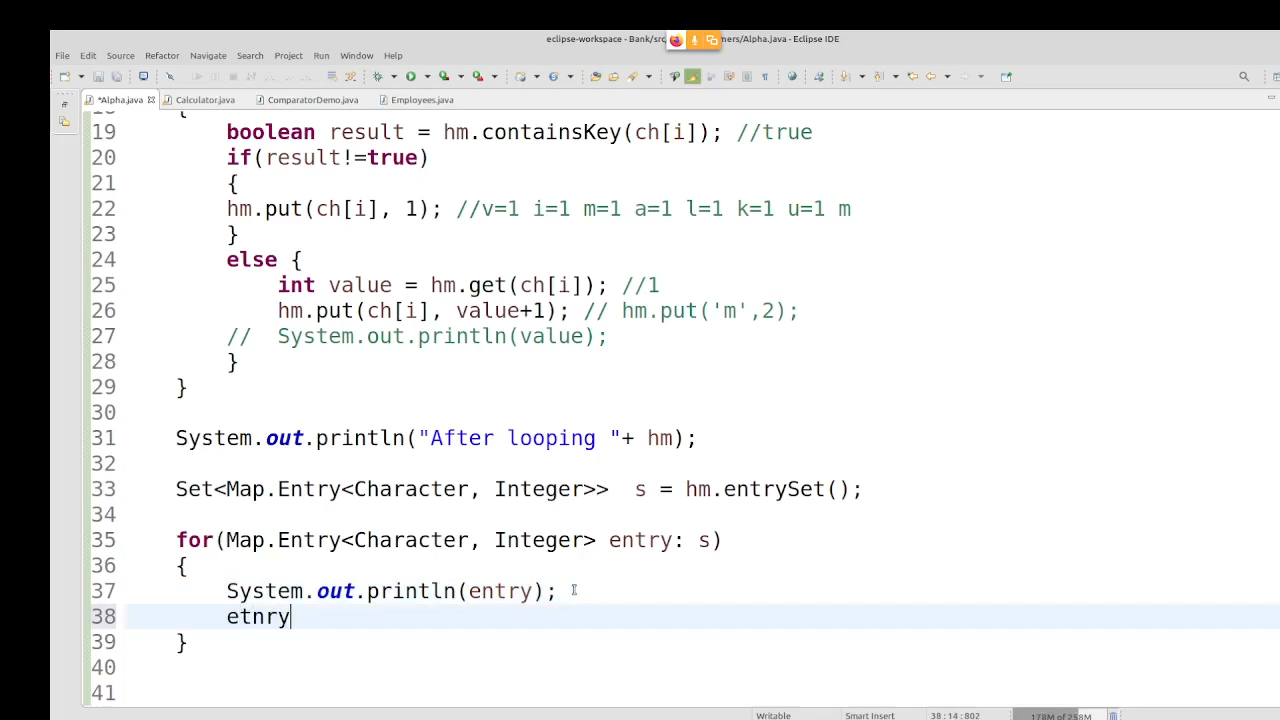 eclipse-workspace - Bank/src mers/Alpha.java - Eclipse IDE
File Edit Source Refactor Navigate Search Project Run Window Help
*Alpha.java Calculator.java ComparatorDemo.java Employees.java
18 {
19 boolean result = hm.containsKey(ch[i]); //true
20 if(result!=true)
21 {
22 hm.put(ch[i], 1); //v=1 i=1 m=1 a=1 l=1 k=1 u=1 m
23 }
24 else {
25 int value = hm.get(ch[i]); //1
26 hm.put(ch[i], value+1); // hm.put('m',2);
27 // System.out.println(value);
28 }
29 }
30
31 System.out.println("After looping "+ hm);
32
33 Set<Map.Entry<Character, Integer>> s = hm.entrySet();
34
35 for(Map.Entry<Character, Integer> entry: s)
36 {
37 System.out.println(entry);
38 etnry
39 }
40
41
Writable Smart Insert 38 : 14 : 802 178M of 258M